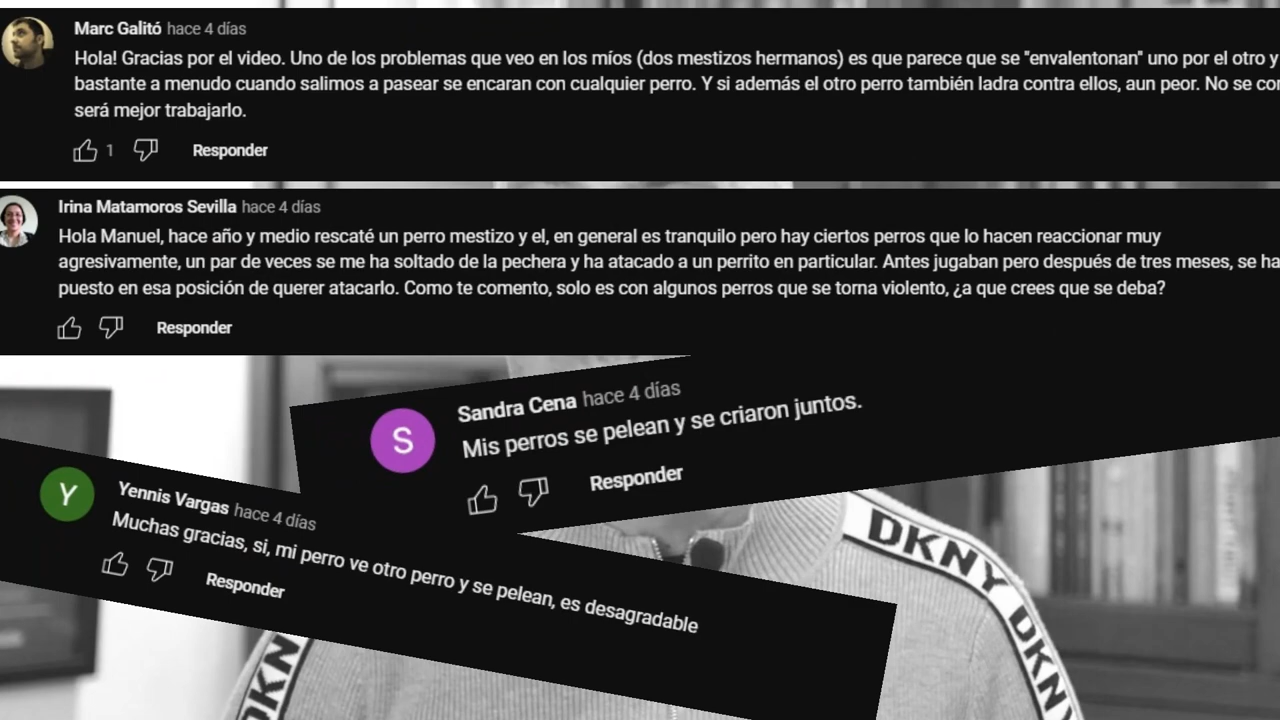 Marc Galitó hace 4 días
Hola! Gracias por el video. Uno de los problemas que veo en los míos (dos mestizos hermanos) es que parece que se "envalentonan" uno por el otro y
bastante a menudo cuando salimos a pasear se encaran con cualquier perro. Y si además el otro perro también ladra contra ellos, aun peor. No se
será mejor trabajarlo.
1 Responder
Irina Matamoros Sevilla hace 4 días
Hola Manuel, hace año y medio rescaté un perro mestizo y el, en general es tranquilo pero hay ciertos perros que lo hacen reaccionar muy
agresivamente, un par de veces se me ha soltado de la pechera y ha atacado a un perrito en particular. Antes jugaban pero después de tres meses, se ha
puesto en esa posición de querer atacarlo. Como te comento, solo es con algunos perros que se torna violento, ¿a que crees que se deba?
Responder
S
Sandra Cena hace 4 días
Mis perros se pelean y se criaron juntos.
Responder
Y
Yennis Vargas hace 4 días
Muchas gracias, si, mi perro ve otro perro y se pelean, es desagradable
Responder
DKNY DKNY
DKN